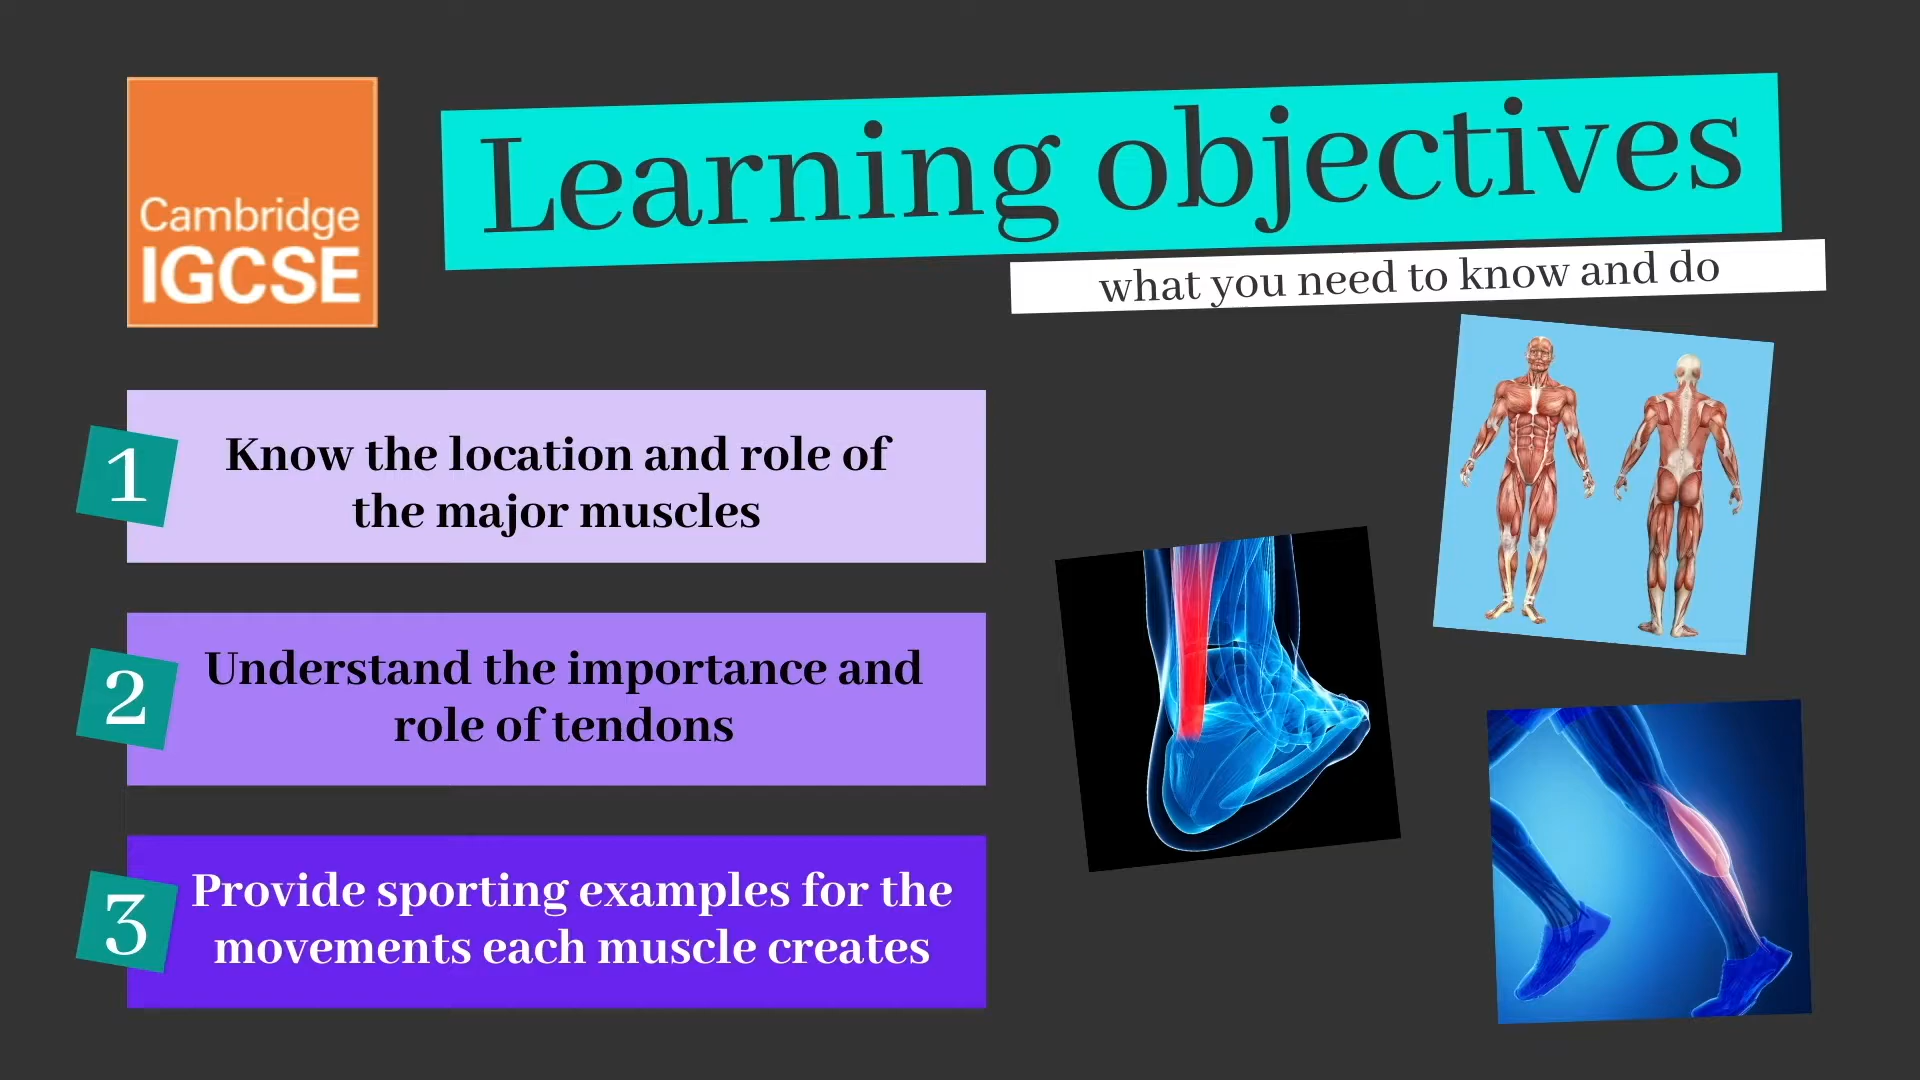 Cambridge
IGCSE
Learning objectives
what you need to know and do
1
Know the location and role of
the major muscles
2
Understand the importance and
role of tendons
3
Provide sporting examples for the
movements each muscle creates